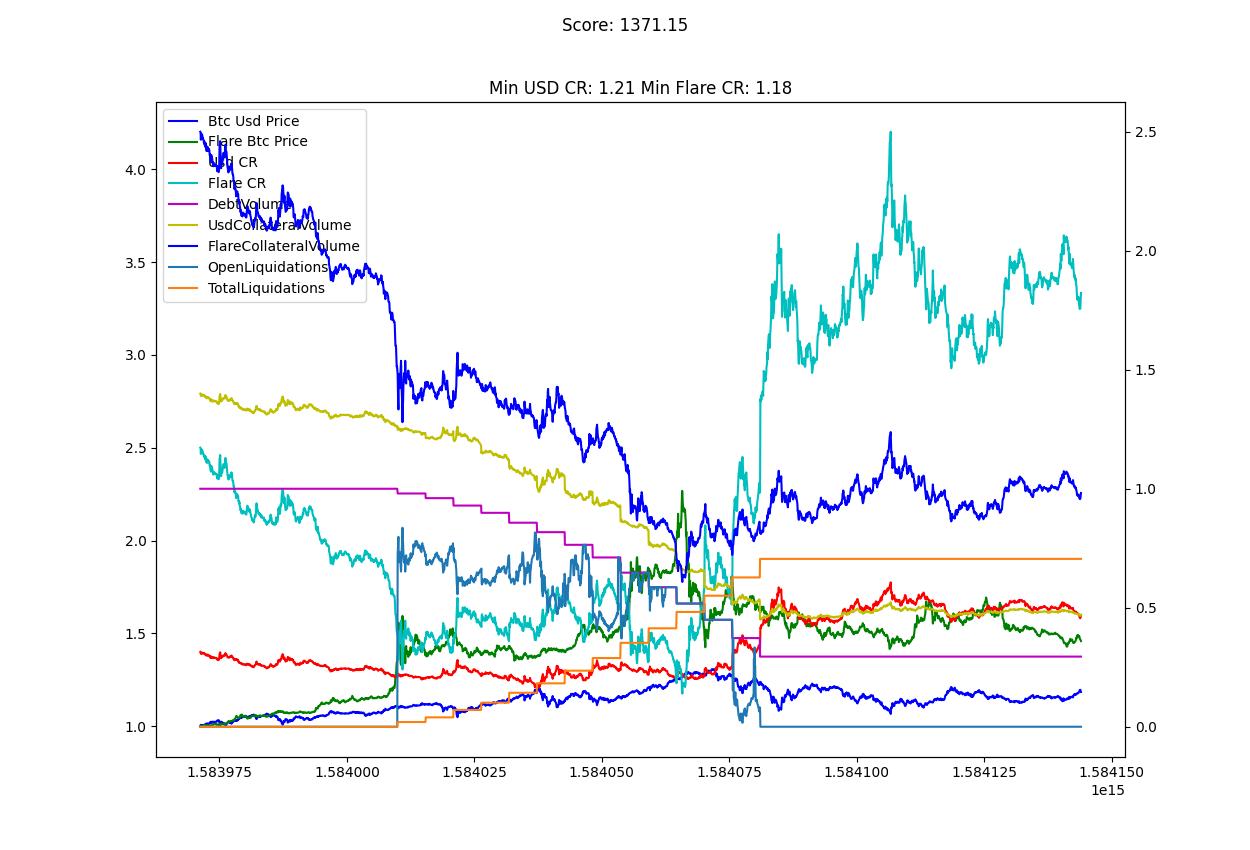 Score: 1371.15
Min USD CR: 1.21 Min Flare CR: 1.18
Btc Usd Price
Flare Btc Price
Usd CR
Flare CR
DebtVolume
UsdCollateralVolume
FlareCollateralVolume
OpenLiquidations
TotalLiquidations
4.0
3.5
3.0
2.5
2.0
1.5
1.0
2.5
2.0
1.5
1.0
0.5
0.0
1.583975
1.584000
1.584025
1.584050
1.584075
1.584100
1.584125
1.584150
1e15